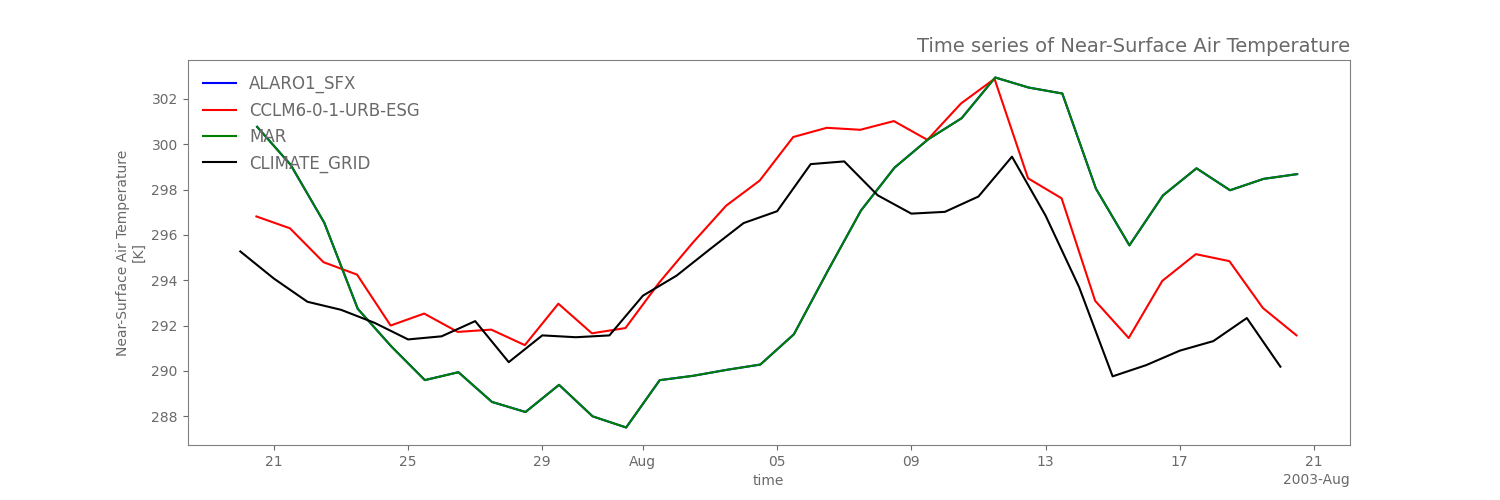 Time series of Near-Surface Air Temperature
ALARO1_SFX
CCLM6-0-1-URB-ESG
MAR
CLIMATE_GRID
Near-Surface Air Temperature
[K]
302
300
298
296
294
292
290
288
21 25 29 Aug 05 09 13 17 21
time
2003-Aug